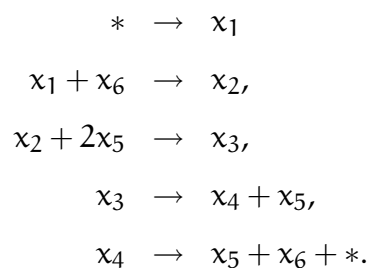 ∗ → x₁
x₁ + x₆ → x₂,
x₂ + 2x₅ → x₃,
x₃ → x₄ + x₅,
x₄ → x₅ + x₆ + ∗.